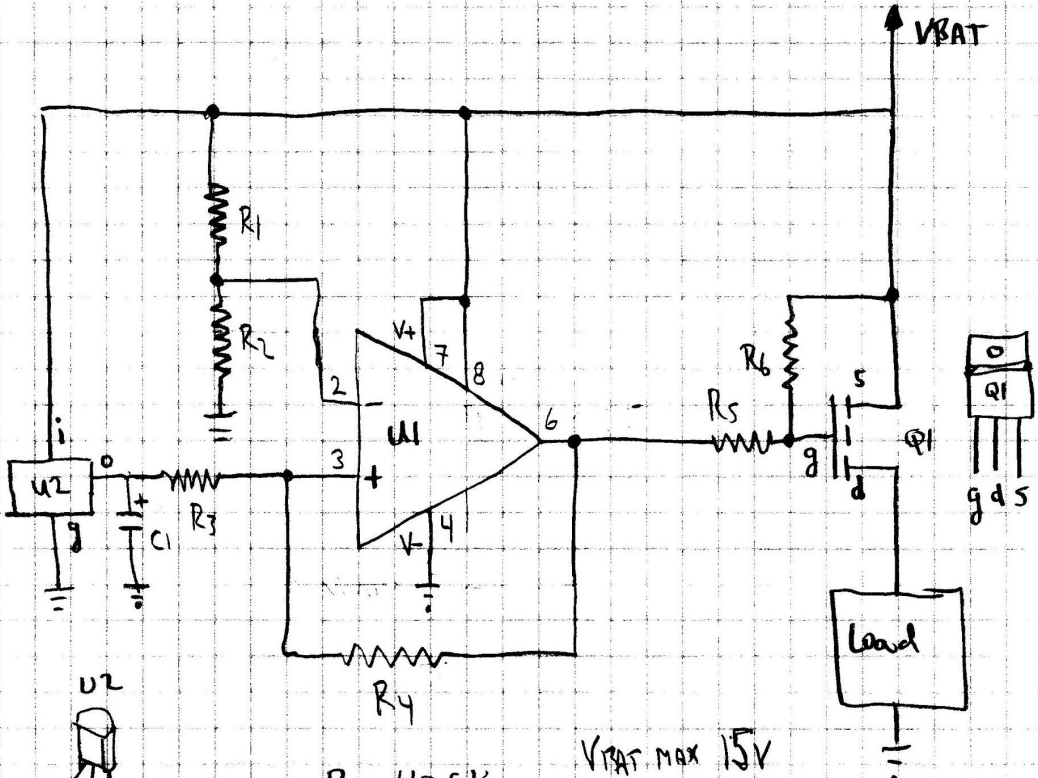 VBAT
R1
R2
V+
7
8
2
-
U1
6
3
+
4
V-
i
U2
o
g
+
C1
R3
R4
R5
R6
s
g
d
Q1
O
Q1
g d s
Load
U2
VBAT MAX 15V